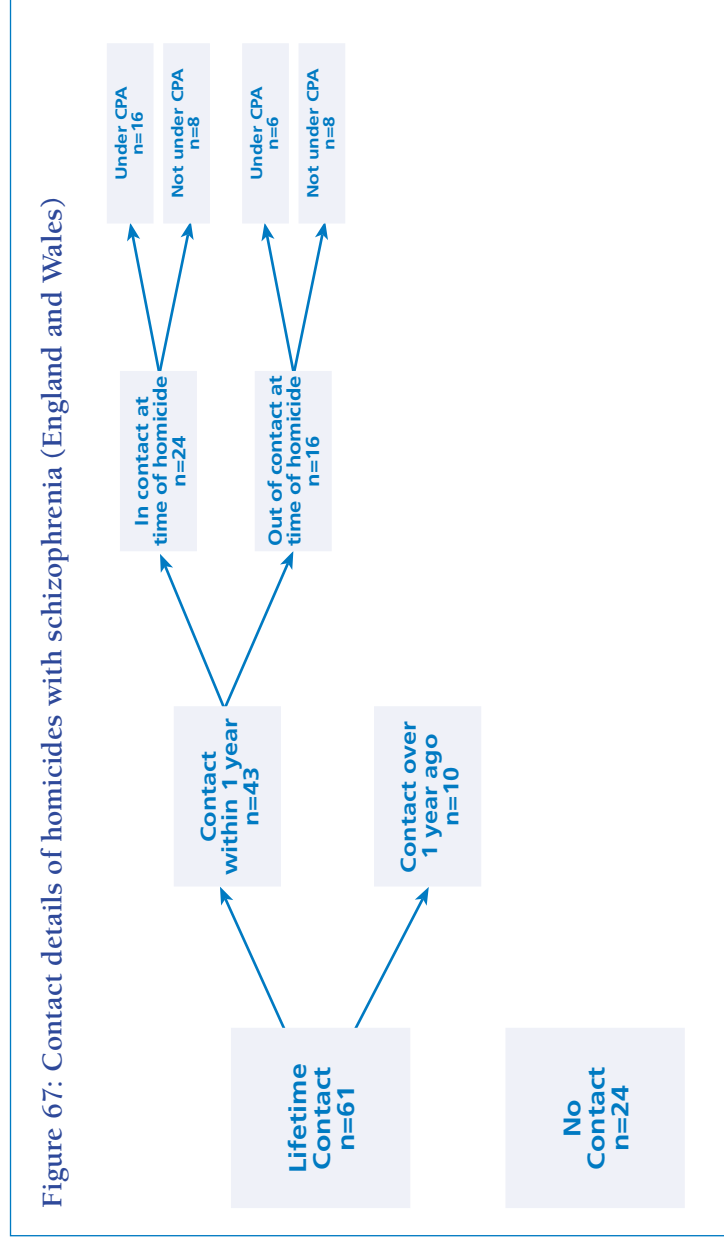 Figure 67: Contact details of homicides with schizophrenia (England and Wales)
Lifetime
Contact
n=61
No
Contact
n=24
Contact
within 1 year
n=43
Contact over
1 year ago
n=10
In contact at
time of homicide
n=24
Out of contact at
time of homicide
n=16
Under CPA
n=16
Not under CPA
n=8
Under CPA
n=6
Not under CPA
n=8